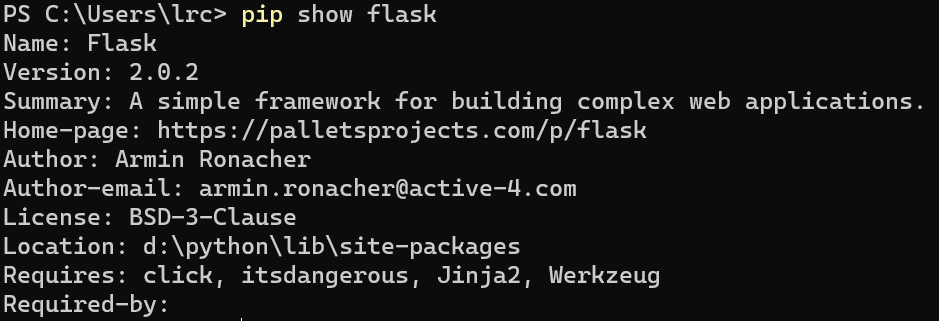 PS C:\Users\lrc> pip show flask
Name: Flask
Version: 2.0.2
Summary: A simple framework for building complex web applications.
Home-page: https://palletsprojects.com/p/flask
Author: Armin Ronacher
Author-email: armin.ronacher@active-4.com
License: BSD-3-Clause
Location: d:\python\lib\site-packages
Requires: click, itsdangerous, Jinja2, Werkzeug
Required-by: